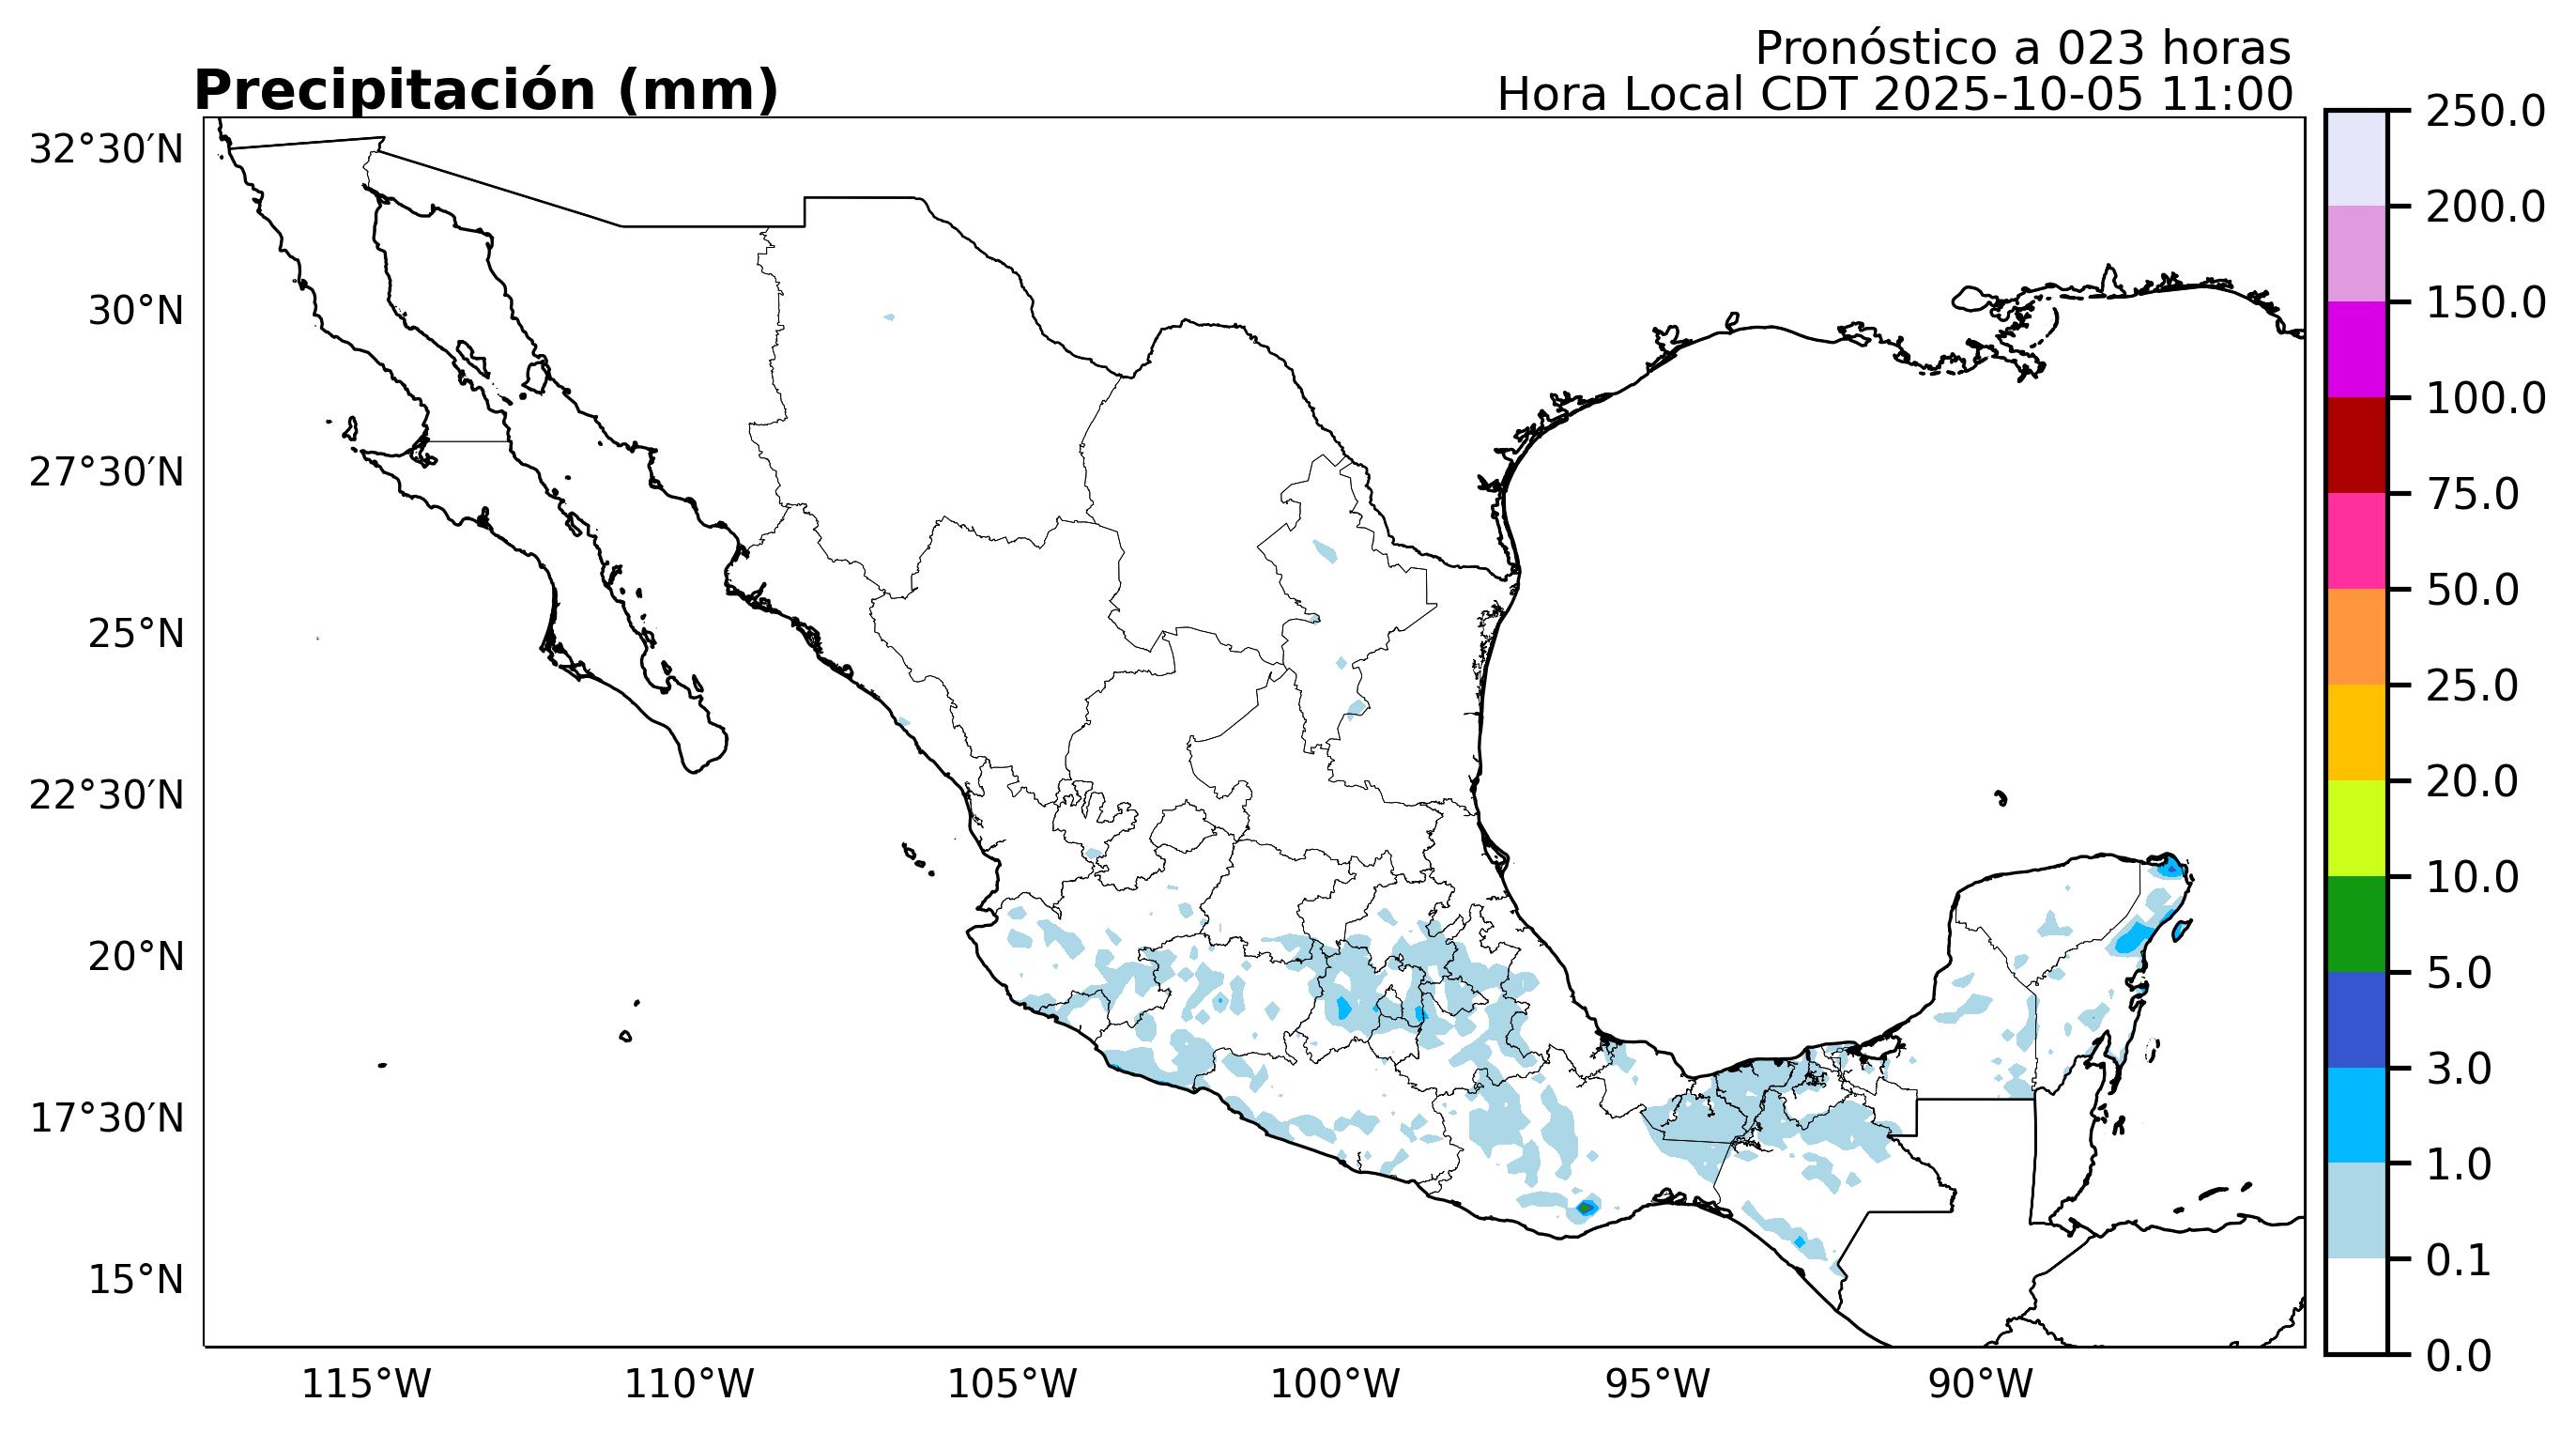 Pronóstico a 023 horas
Precipitación (mm)
Hora Local CDT 2025-10-05 11:00
32°30′N
30°N
27°30′N
25°N
22°30′N
20°N
17°30′N
15°N
115°W
110°W
105°W
100°W
95°W
90°W
250.0
200.0
150.0
100.0
75.0
50.0
25.0
20.0
10.0
5.0
3.0
1.0
0.1
0.0